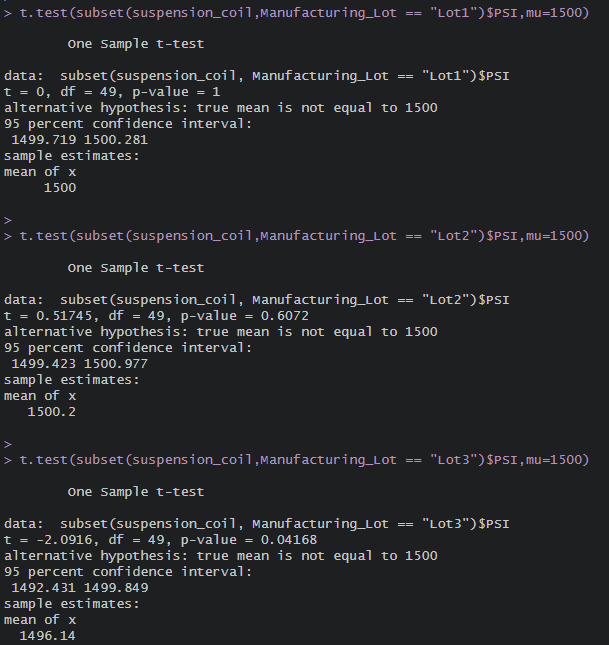 > t.test(subset(suspension_coil,Manufacturing_Lot == "Lot1")$PSI,mu=1500)
One Sample t-test
data:  subset(suspension_coil, Manufacturing_Lot == "Lot1")$PSI
t = 0, df = 49, p-value = 1
alternative hypothesis: true mean is not equal to 1500
95 percent confidence interval:
1499.719 1500.281
sample estimates:
mean of x
1500
>
> t.test(subset(suspension_coil,Manufacturing_Lot == "Lot2")$PSI,mu=1500)
One Sample t-test
data:  subset(suspension_coil, Manufacturing_Lot == "Lot2")$PSI
t = 0.51745, df = 49, p-value = 0.6072
alternative hypothesis: true mean is not equal to 1500
95 percent confidence interval:
1499.423 1500.977
sample estimates:
mean of x
1500.2
>
> t.test(subset(suspension_coil,Manufacturing_Lot == "Lot3")$PSI,mu=1500)
One Sample t-test
data:  subset(suspension_coil, Manufacturing_Lot == "Lot3")$PSI
t = -2.0916, df = 49, p-value = 0.04168
alternative hypothesis: true mean is not equal to 1500
95 percent confidence interval:
1492.431 1499.849
sample estimates:
mean of x
1496.14